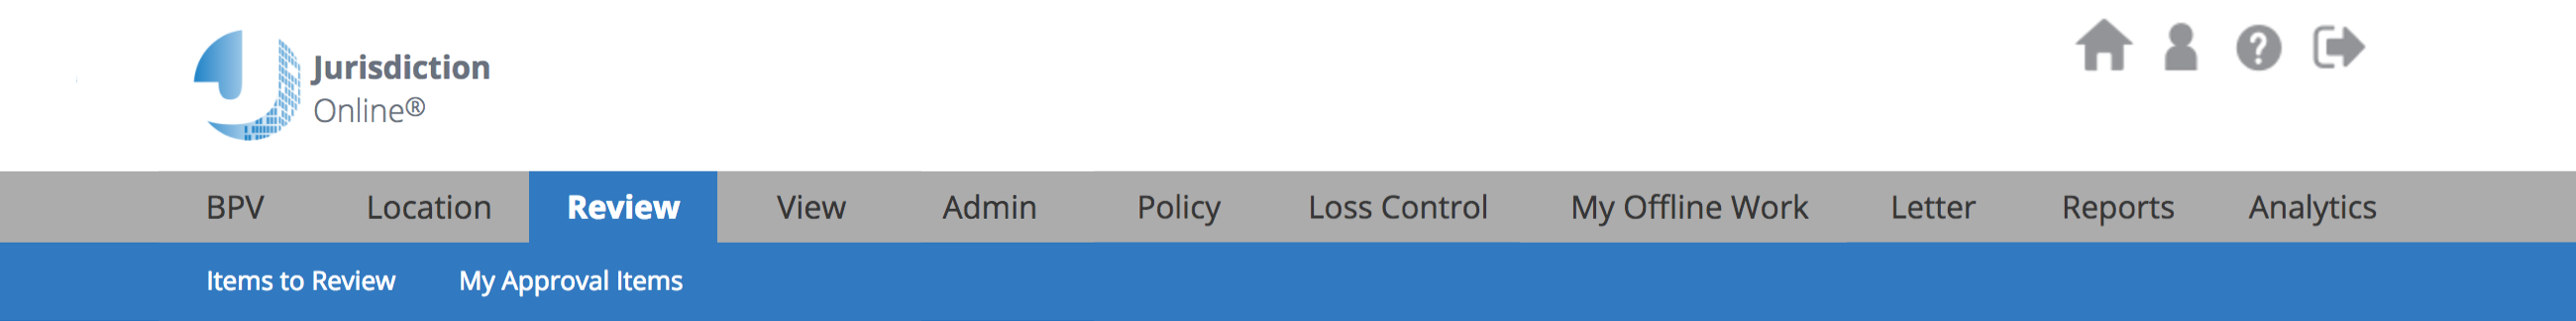 Jurisdiction
Online®
BPV Location Review View Admin Policy Loss Control My Offline Work Letter Reports Analytics
Items to Review My Approval Items